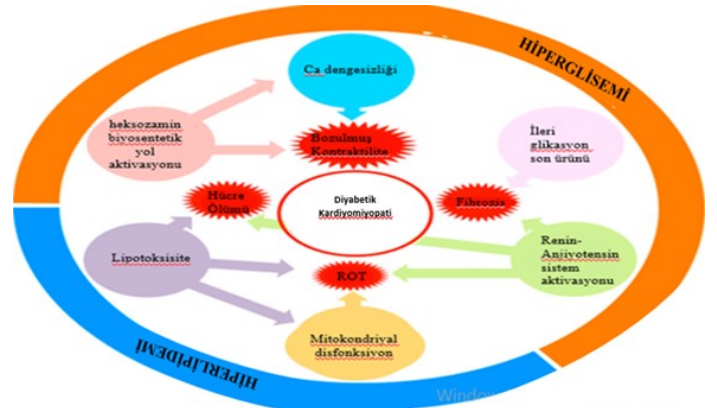 HİPERGLİSEMİ
Ca dengesizliği
heksozamin
biyosentetik
yol
aktivasyonu
Bozulmuş
Kontraktilite
İleri
glikasyon
son ürünü
Hücre
Ölümü
Diyabetik
Kardiyomiyopati
Fibrozis
Lipotoksisite
ROT
Renin-
Anjiyotensin
sistem
aktivasyonu
Mitokondriyal
disfonksiyon
HİPERLİPİDEMİ
Window